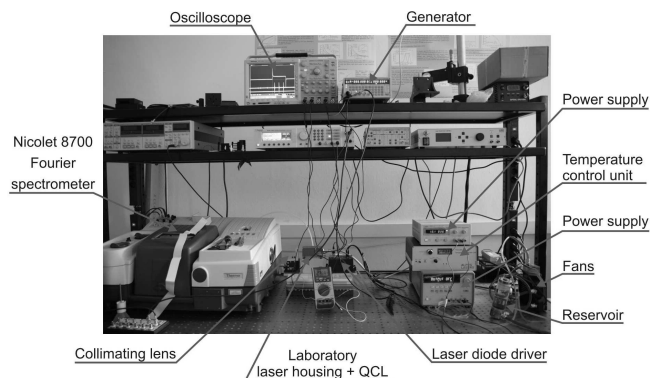 Oscilloscope
Generator
Power supply
Nicolet 8700
Fourier
spectrometer
Temperature
control unit
Power supply
Fans
Reservoir
Collimating lens
Laboratory
laser housing + QCL
Laser diode driver